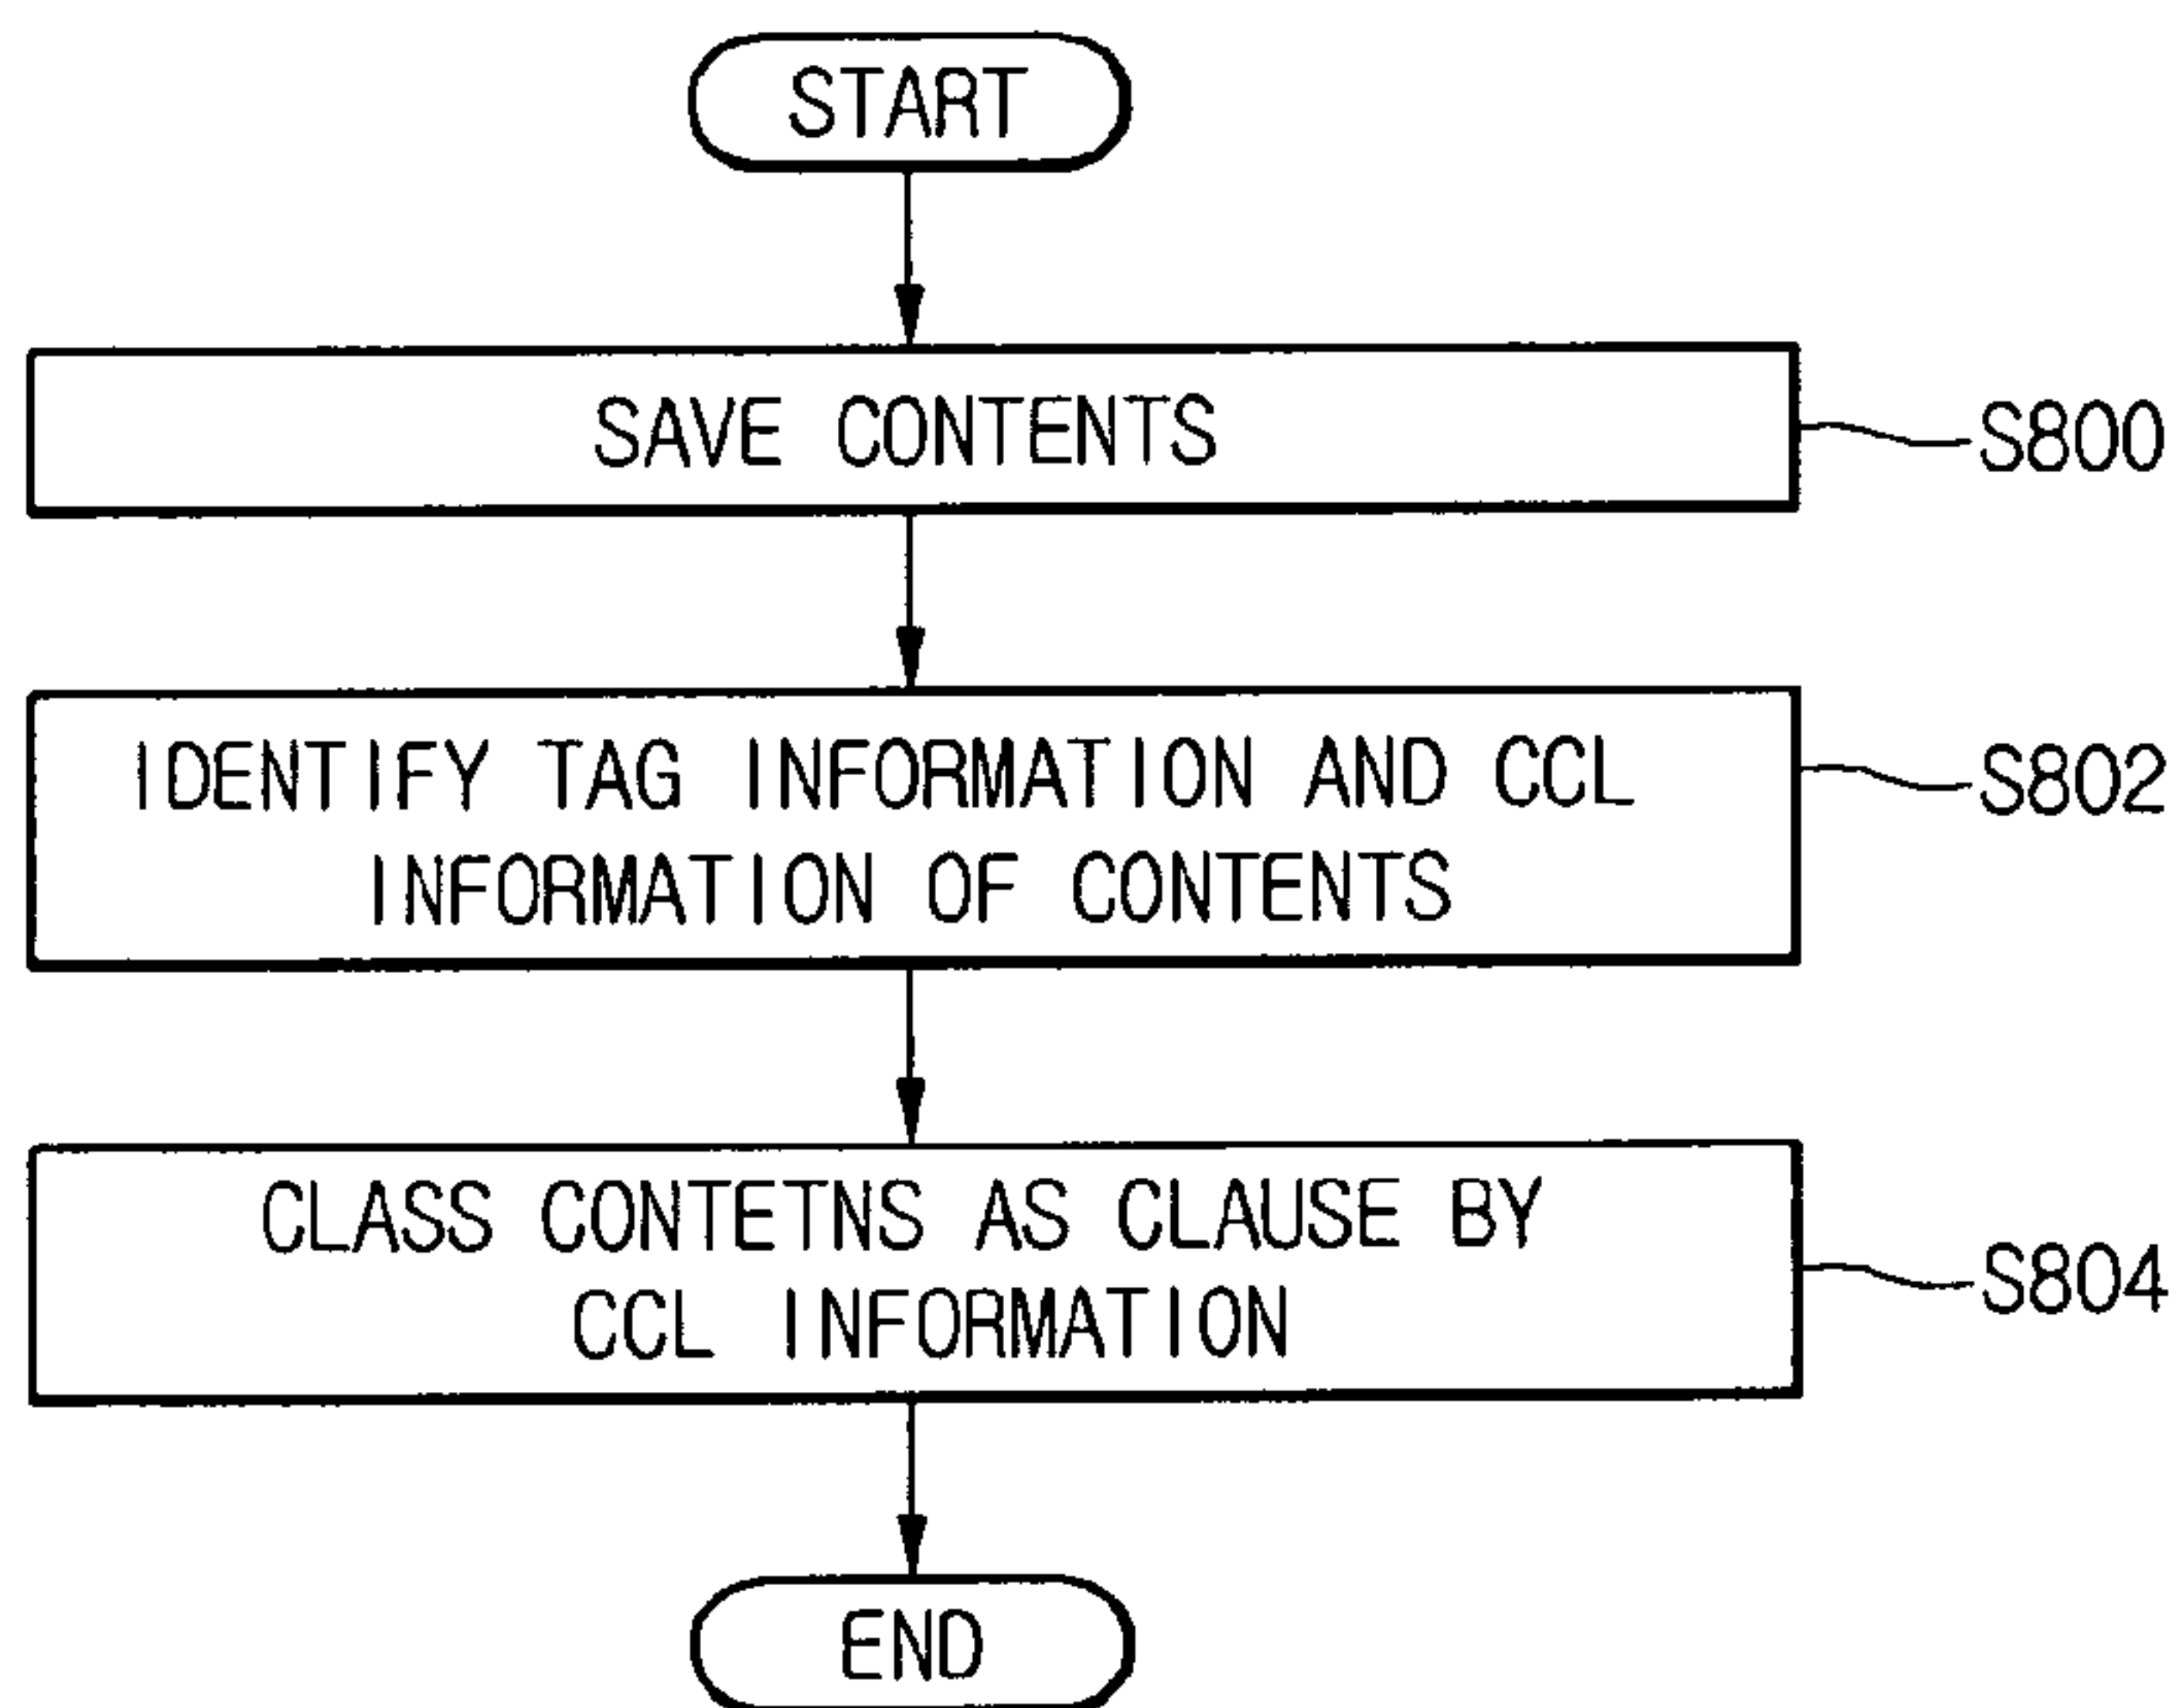 START
SAVE CONTENTS
S800
IDENTIFY TAG INFORMATION AND CCL
INFORMATION OF CONTENTS
S802
CLASS CONTETNS AS CLAUSE BY
CCL INFORMATION
S804
END